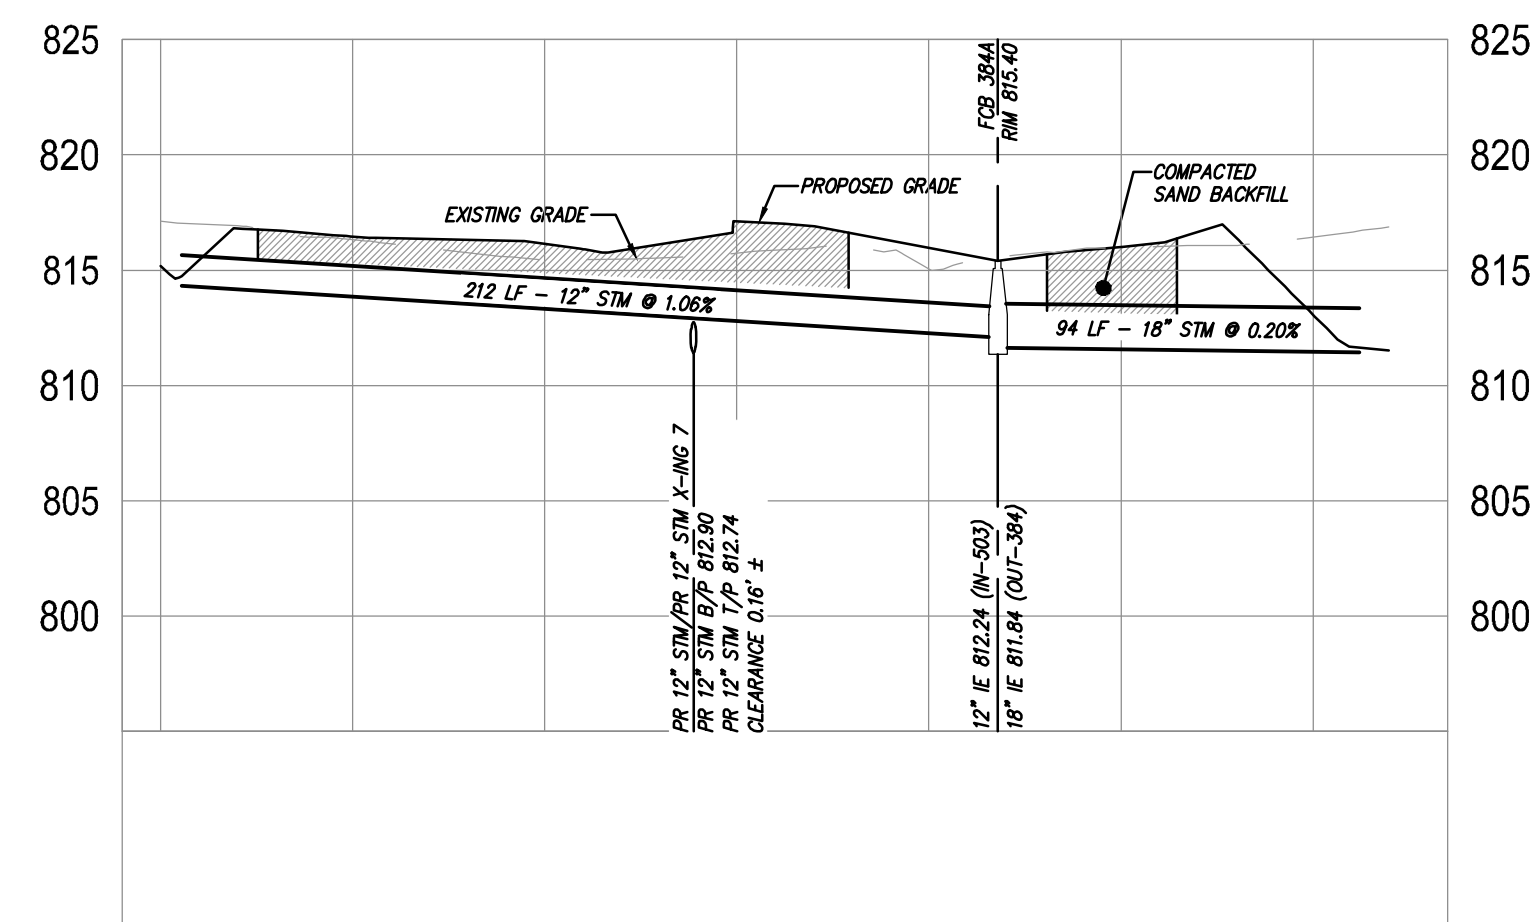 825
825
FCB 384A
RIM 815.40
820
820
COMPACTED
SAND BACKFILL
PROPOSED GRADE
EXISTING GRADE
815
815
212 LF - 12" STM @ 1.06%
94 LF - 18" STM @ 0.20%
810
810
PR 12" STM/PR 12" STM X-ING 7
PR 12" STM B/P 812.90
PR 12" STM T/P 812.74
CLEARANCE 0.16' ±
12" IE 812.24 (IN-503)
18" IE 811.84 (OUT-384)
805
805
800
800